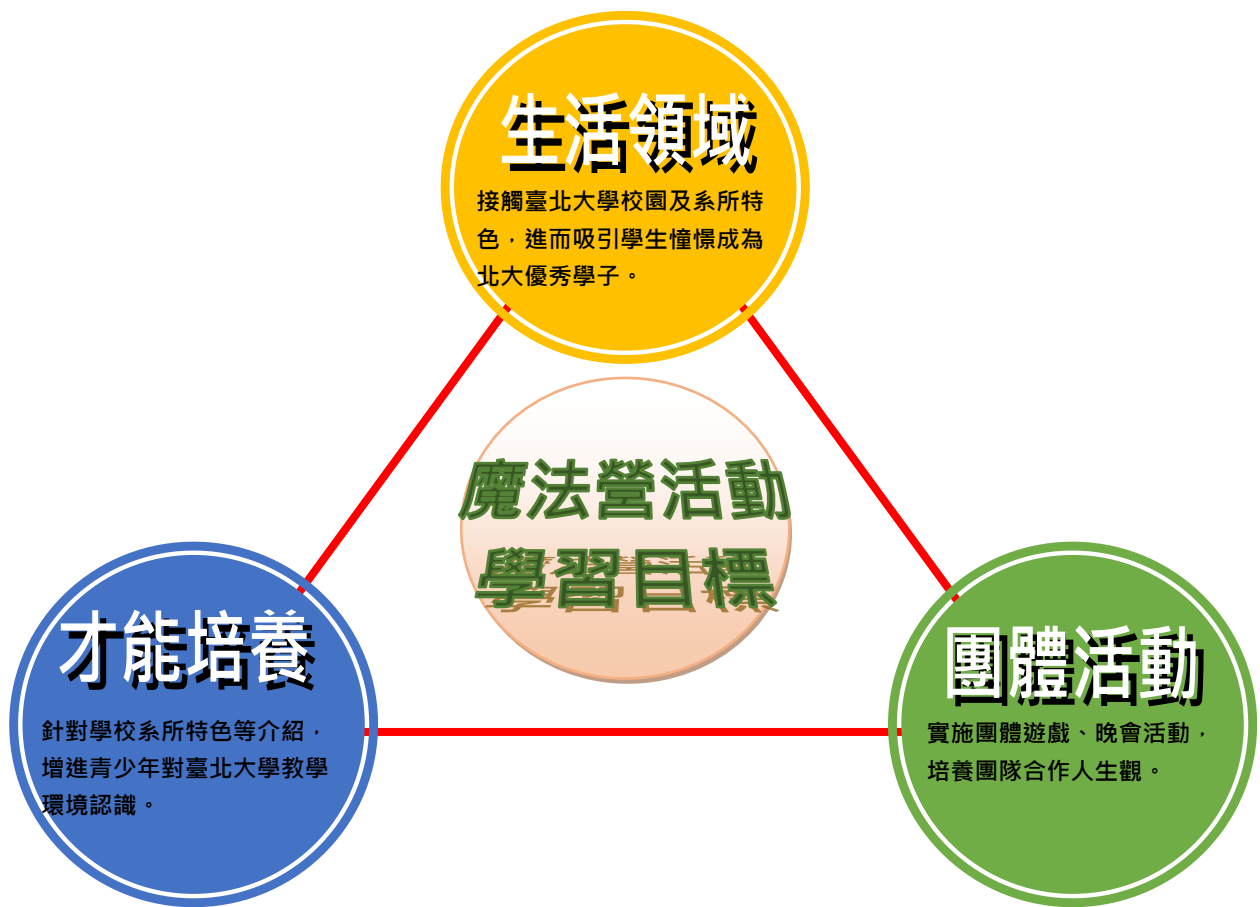 生活領域
接觸臺北大學校園及系所特
色，進而吸引學生憧憬成為
北大優秀學子。
魔法營活動
學習目標
才能培養
針對學校系所特色等介紹，
增進青少年對臺北大學教學
環境認識。
團體活動
實施團體遊戲、晚會活動，
培養團隊合作人生觀。